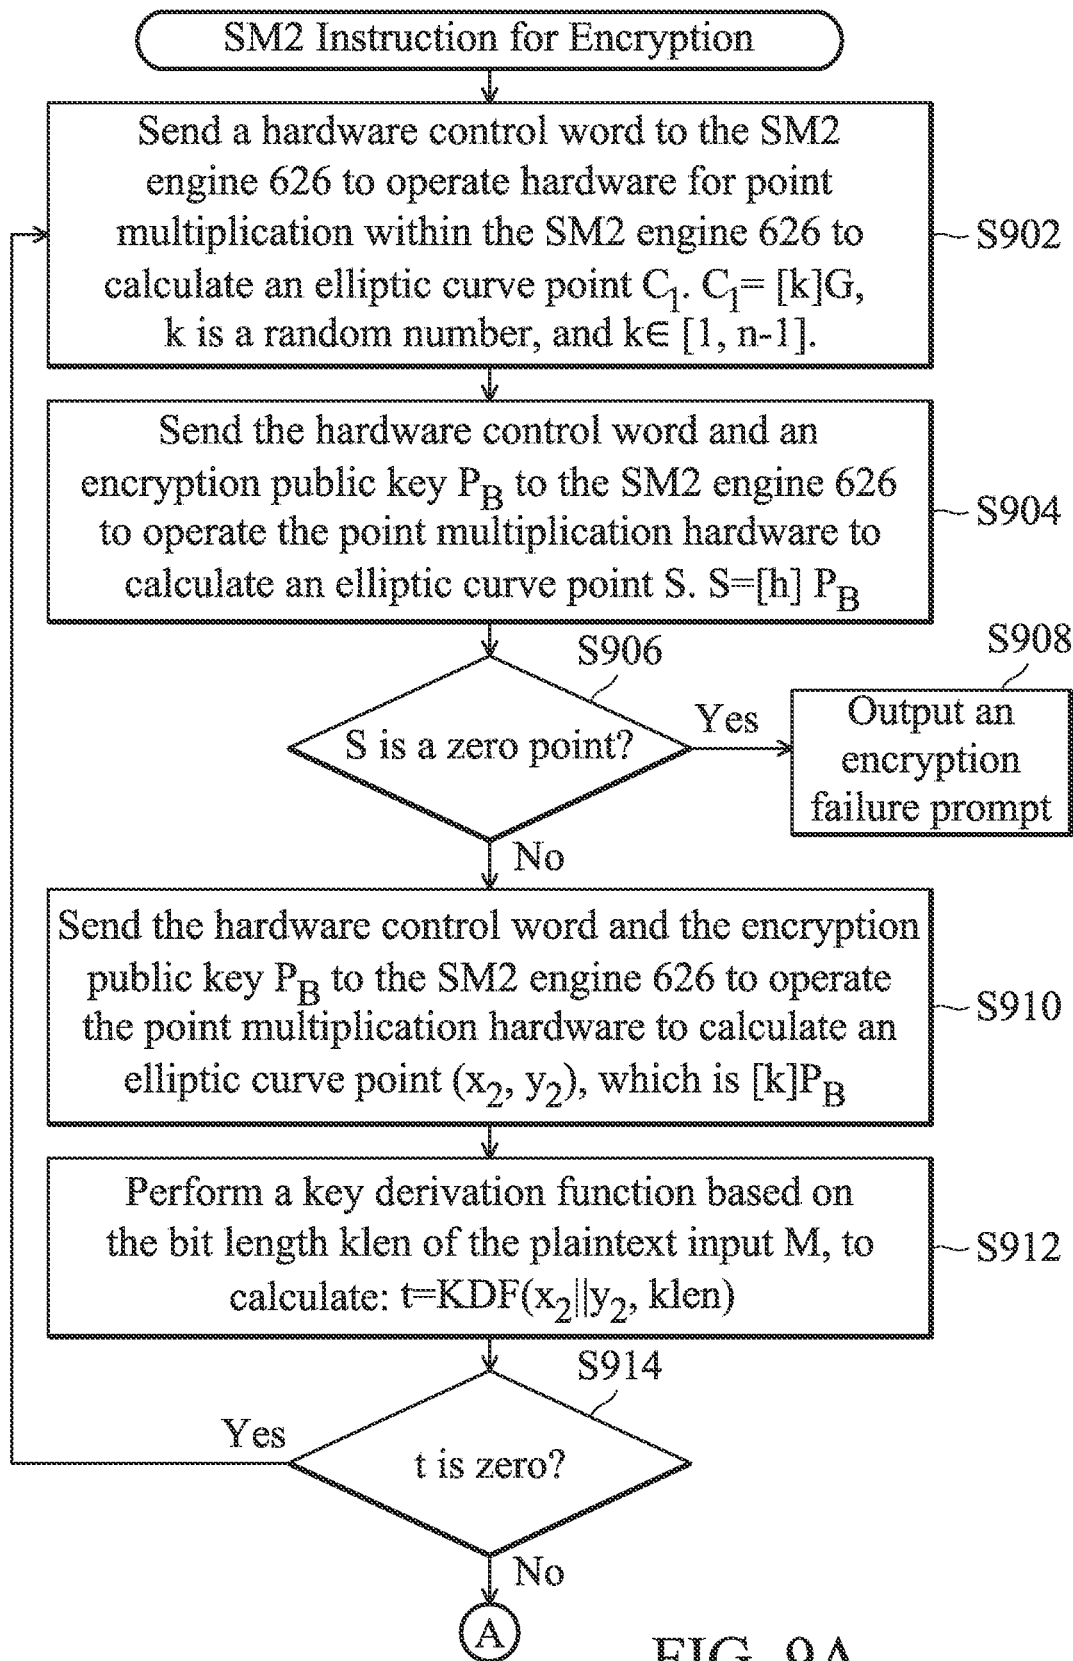 SM2 Instruction for Encryption
Send a hardware control word to the SM2
engine 626 to operate hardware for point
multiplication within the SM2 engine 626 to
calculate an elliptic curve point C₁. C₁= [k]G,
k is a random number, and k∈ [1, n-1].
S902
Send the hardware control word and an
encryption public key P_B to the SM2 engine 626
to operate the point multiplication hardware to
calculate an elliptic curve point S. S=[h] P_B
S904
S906
S is a zero point?
Yes
S908
Output an
encryption
failure prompt
No
Send the hardware control word and the encryption
public key P_B to the SM2 engine 626 to operate
the point multiplication hardware to calculate an
elliptic curve point (x₂, y₂), which is [k]P_B
S910
Perform a key derivation function based on
the bit length klen of the plaintext input M, to
calculate: t=KDF(x₂||y₂, klen)
S912
S914
Yes
t is zero?
No
A
FIG. 9A